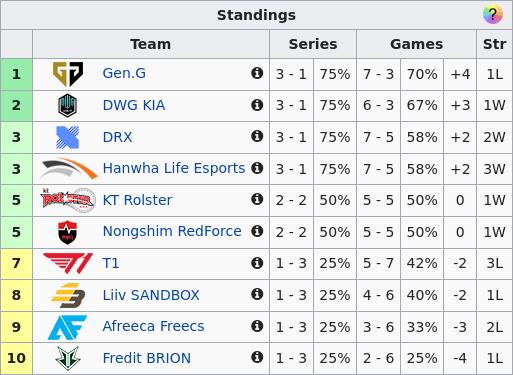 Standings ?
Team Series Games Str
1 Gen.G 3 - 1 75% 7 - 3 70% +4 1L
2 DWG KIA 3 - 1 75% 6 - 3 67% +3 1W
3 DRX 3 - 1 75% 7 - 5 58% +2 2W
3 Hanwha Life Esports 3 - 1 75% 7 - 5 58% +2 3W
5 kt Rolster KT Rolster 2 - 2 50% 5 - 5 50% 0 1W
5 Nongshim RedForce 2 - 2 50% 5 - 5 50% 0 1W
7 T1 T1 1 - 3 25% 5 - 7 42% -2 3L
8 Liiv SANDBOX 1 - 3 25% 4 - 6 40% -2 1L
9 AF Afreeca Freecs 1 - 3 25% 3 - 6 33% -3 2L
10 Fredit BRION 1 - 3 25% 2 - 6 25% -4 1L